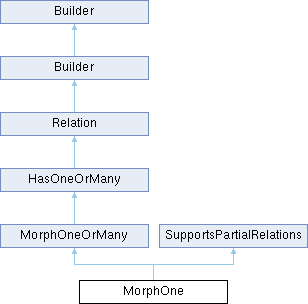 Builder
Builder
Relation
HasOneOrMany
MorphOneOrMany
SupportsPartialRelations
MorphOne